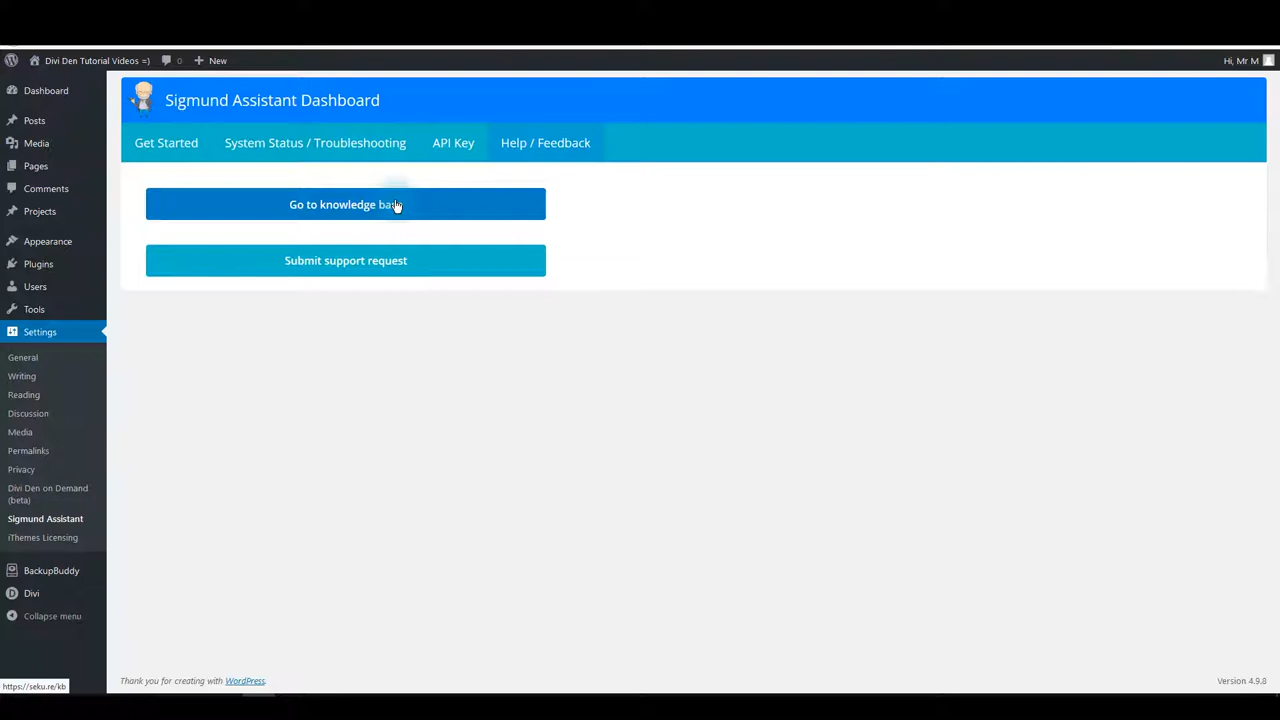 Divi Den Tutorial Videos =) 0 New Hi, Mr M
Sigmund Assistant Dashboard
Get Started System Status / Troubleshooting API Key Help / Feedback
Go to knowledge bas
Submit support request
Dashboard
Posts
Media
Pages
Comments
Projects
Appearance
Plugins
Users
Tools
Settings
General
Writing
Reading
Discussion
Media
Permalinks
Privacy
Divi Den on Demand
(beta)
Sigmund Assistant
iThemes Licensing
BackupBuddy
Divi
Collapse menu
https://seku.re/kb
Thank you for creating with WordPress.
Version 4.9.8